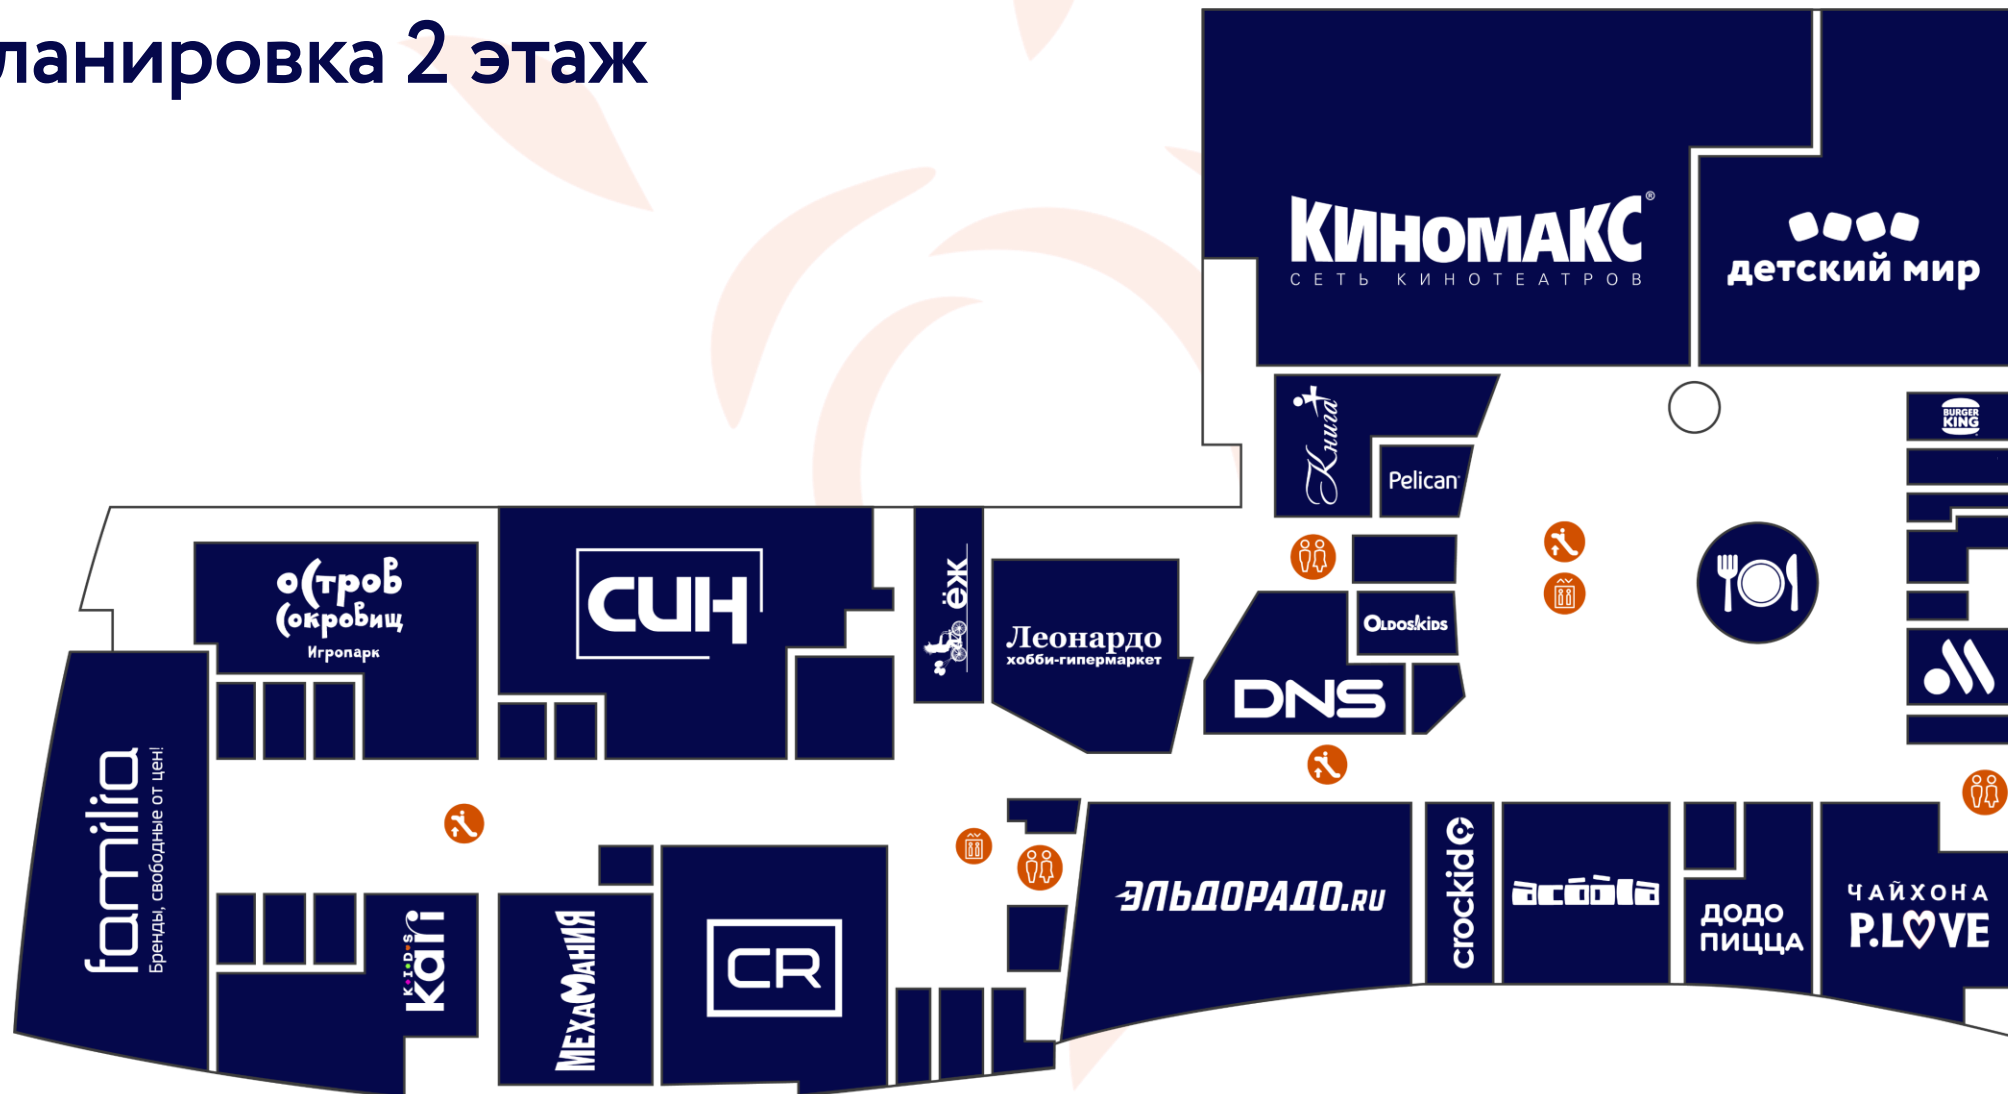 ланировка 2 этаж
КИНОМАКС®
СЕТЬ КИНОТЕАТРОВ
детский мир
Книга+
Pelican
BURGER
KING
OLDOS!KIDS
DNS
остров
сокровищ
Игропарк
СИН
ёж
Леонардо
хобби-гипермаркет
familia
Бренды, свободные от цен!
K•I•D•S
kari
МЕХАМАНИЯ
CR
ЭЛЬДОРАДО.RU
crockid
acoola
ДОДО
ПИЦЦА
ЧАЙХОНА
P.LOVE